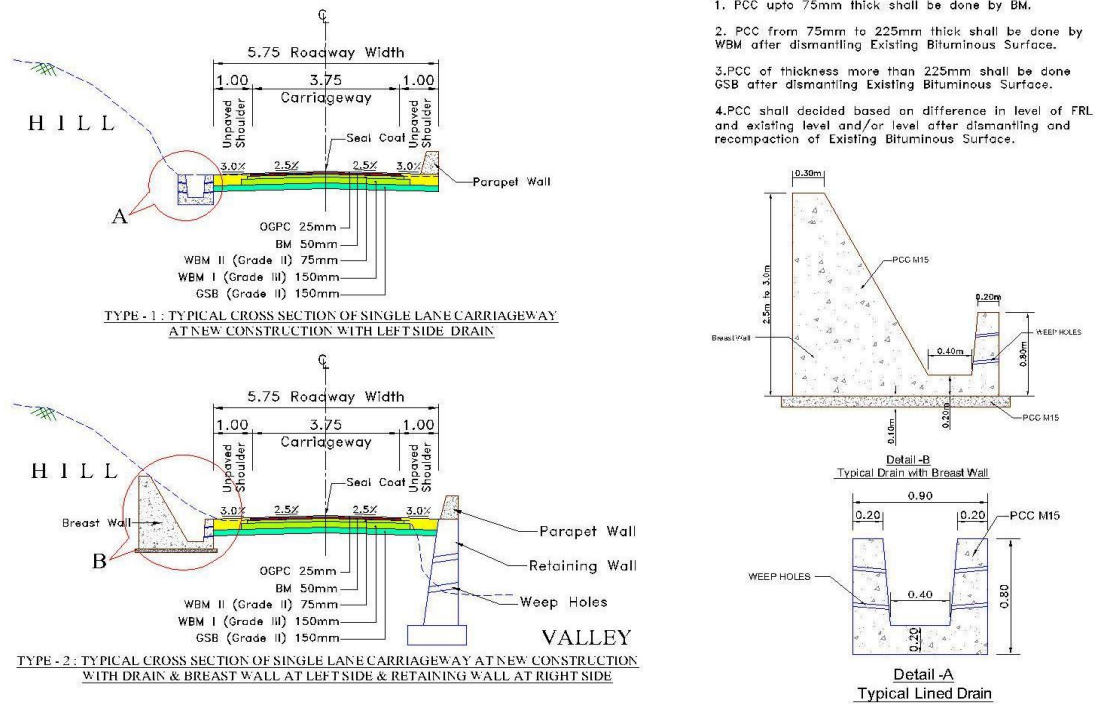 ℄
5.75 Roadway Width
1.00 3.75 1.00
Carriageway
Unpaved Shoulder
Unpaved Shoulder
HILL
Seal Coat
3.0% 2.5% 2.5% 3.0%
Parapet Wall
A
OGPC 25mm
BM 50mm
WBM II (Grade II) 75mm
WBM I (Grade III) 150mm
GSB (Grade II) 150mm
TYPE - 1 : TYPICAL CROSS SECTION OF SINGLE LANE CARRIAGEWAY
AT NEW CONSTRUCTION WITH LEFT SIDE DRAIN
℄
5.75 Roadway Width
1.00 3.75 1.00
Carriageway
Unpaved Shoulder
Unpaved Shoulder
HILL
Seal Coat
3.0% 2.5% 2.5% 3.0%
Breast Wall
Parapet Wall
B
Retaining Wall
OGPC 25mm
BM 50mm
Weep Holes
WBM II (Grade II) 75mm
WBM I (Grade III) 150mm
GSB (Grade II) 150mm
VALLEY
TYPE - 2 : TYPICAL CROSS SECTION OF SINGLE LANE CARRIAGEWAY AT NEW CONSTRUCTION
WITH DRAIN & BREAST WALL AT LEFT SIDE & RETAINING WALL AT RIGHT SIDE
1. PCC upto 75mm thick shall be done by BM.
2. PCC from 75mm to 225mm thick shall be done by
WBM after dismantling Existing Bituminous Surface.
3.PCC of thickness more than 225mm shall be done
GSB after dismantling Existing Bituminous Surface.
4.PCC shall decided based on difference in level of FRL
and existing level and/or level after dismantling and
recompaction of Existing Bituminous Surface.
0.30m
2.5m to 3.0m
PCC M15
0.20m
Breast Wall
0.40m
WEEP HOLES
0.80m
0.20m
0.10m
PCC M15
Detail -B
Typical Drain with Breast Wall
0.90
0.20 0.20
PCC M15
WEEP HOLES
0.40
0.80
0.20
Detail -A
Typical Lined Drain